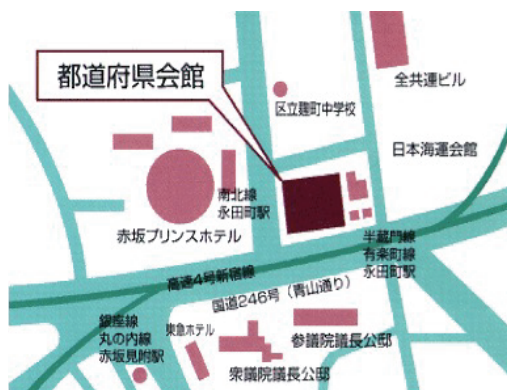 都道府県会館
全共連ビル
区立麹町中学校
日本海運会館
南北線
永田町駅
赤坂プリンスホテル
半蔵門線
有楽町線
永田町駅
高速4号新宿線
国道246号(青山通り)
銀座線
丸の内線
赤坂見附駅
東急ホテル
参議院議長公邸
衆議院議長公邸